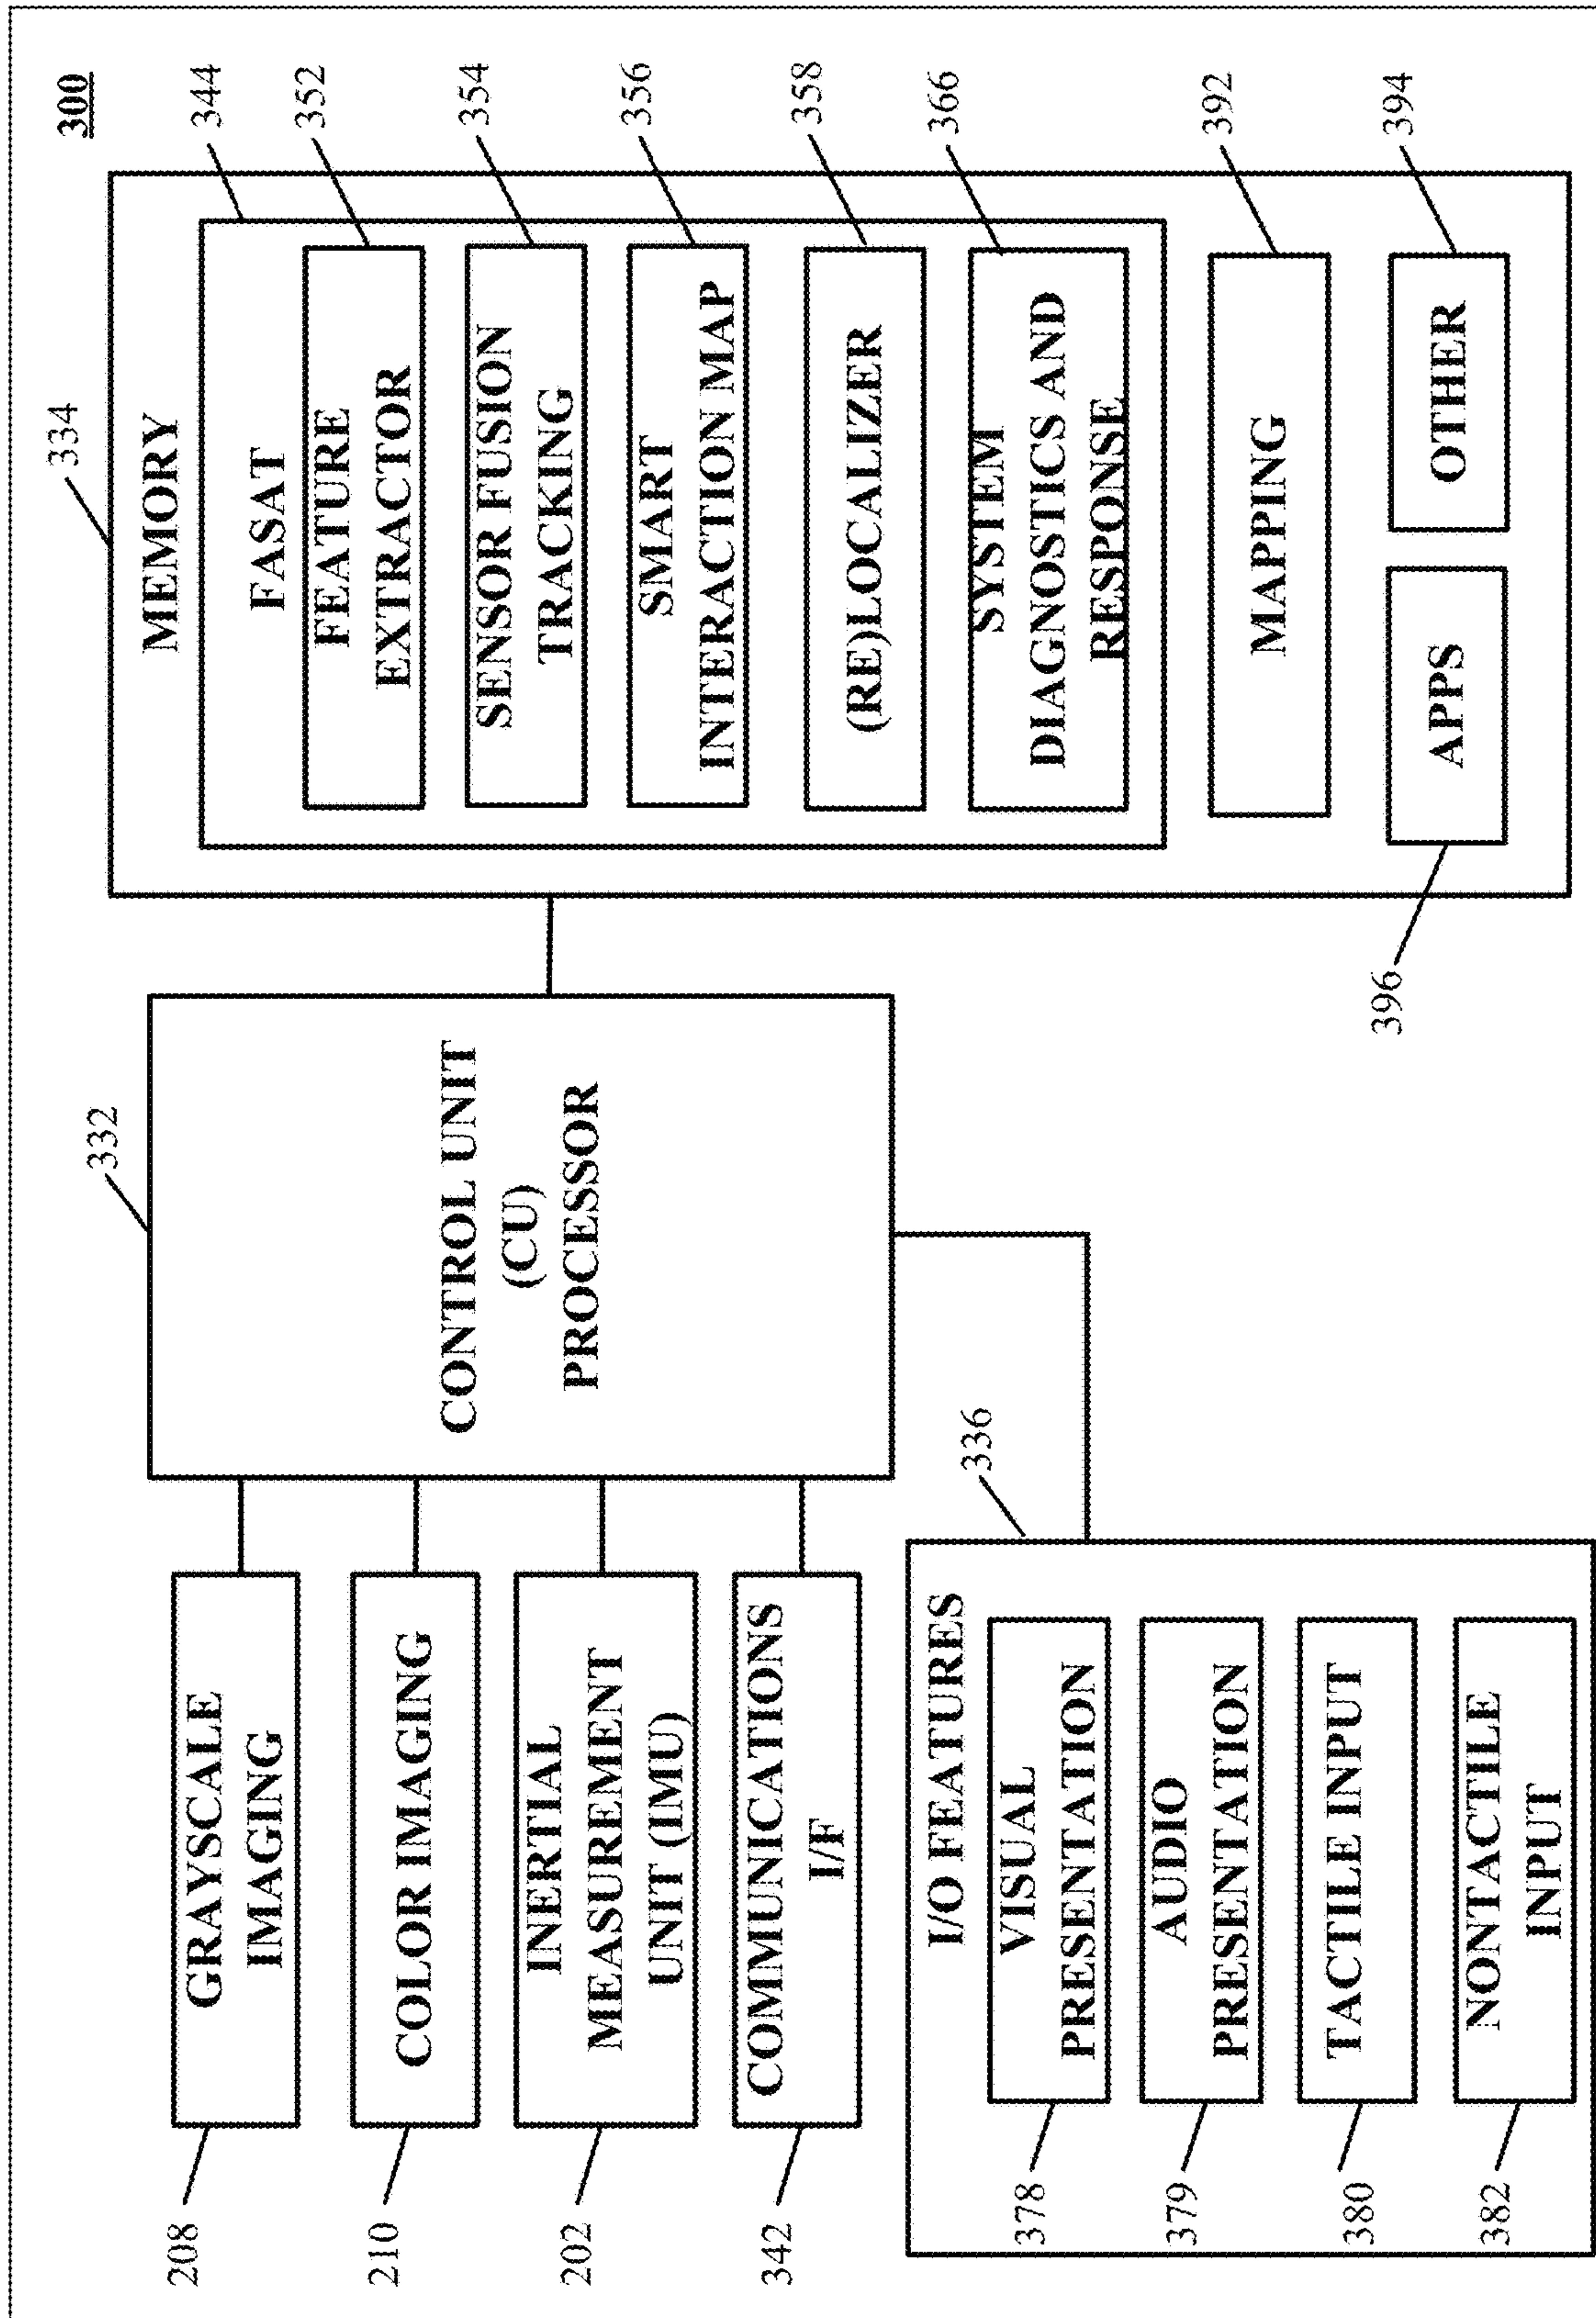 300
208
GRAYSCALE
IMAGING
210
COLOR IMAGING
202
INERTIAL
MEASUREMENT
UNIT (IMU)
342
COMMUNICATIONS
I/F
332
CONTROL UNIT
(CU)
PROCESSOR
336
I/O FEATURES
378
VISUAL
PRESENTATION
379
AUDIO
PRESENTATION
380
TACTILE INPUT
382
NONTACTILE
INPUT
334
MEMORY
344
FASAT
352
FEATURE
EXTRACTOR
354
SENSOR FUSION
TRACKING
356
SMART
INTERACTION MAP
358
(RE)LOCALIZER
366
SYSTEM
DIAGNOSTICS AND
RESPONSE
392
MAPPING
396
APPS
394
OTHER